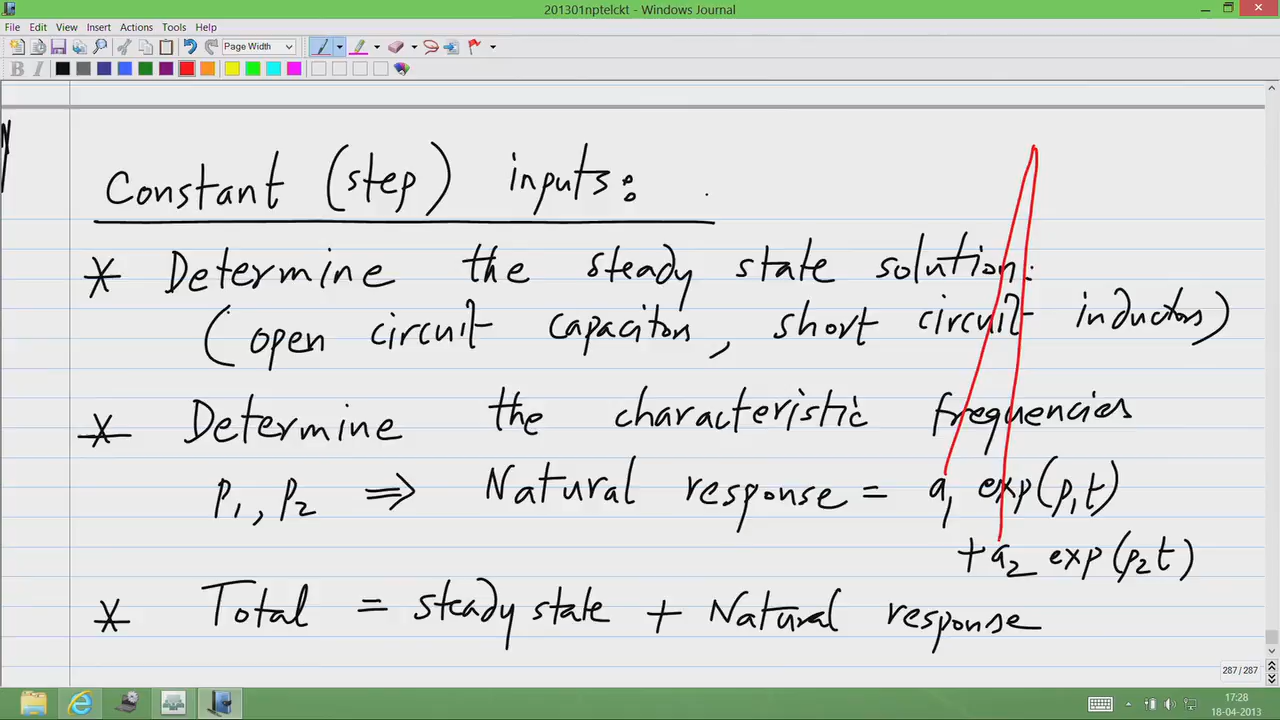 201301nptelckt - Windows Journal
File Edit View Insert Actions Tools Help
Page Width
B I
Constant (step) inputs:
* Determine the steady state solution:
(open circuit capacitors, short circuit inductors)
* Determine the characteristic frequencies
p1, p2 ⇒ Natural response = a1 exp(p1t)
+ a2 exp(p2t)
* Total = steady state + Natural response
287 / 287
17:28
18-04-2013